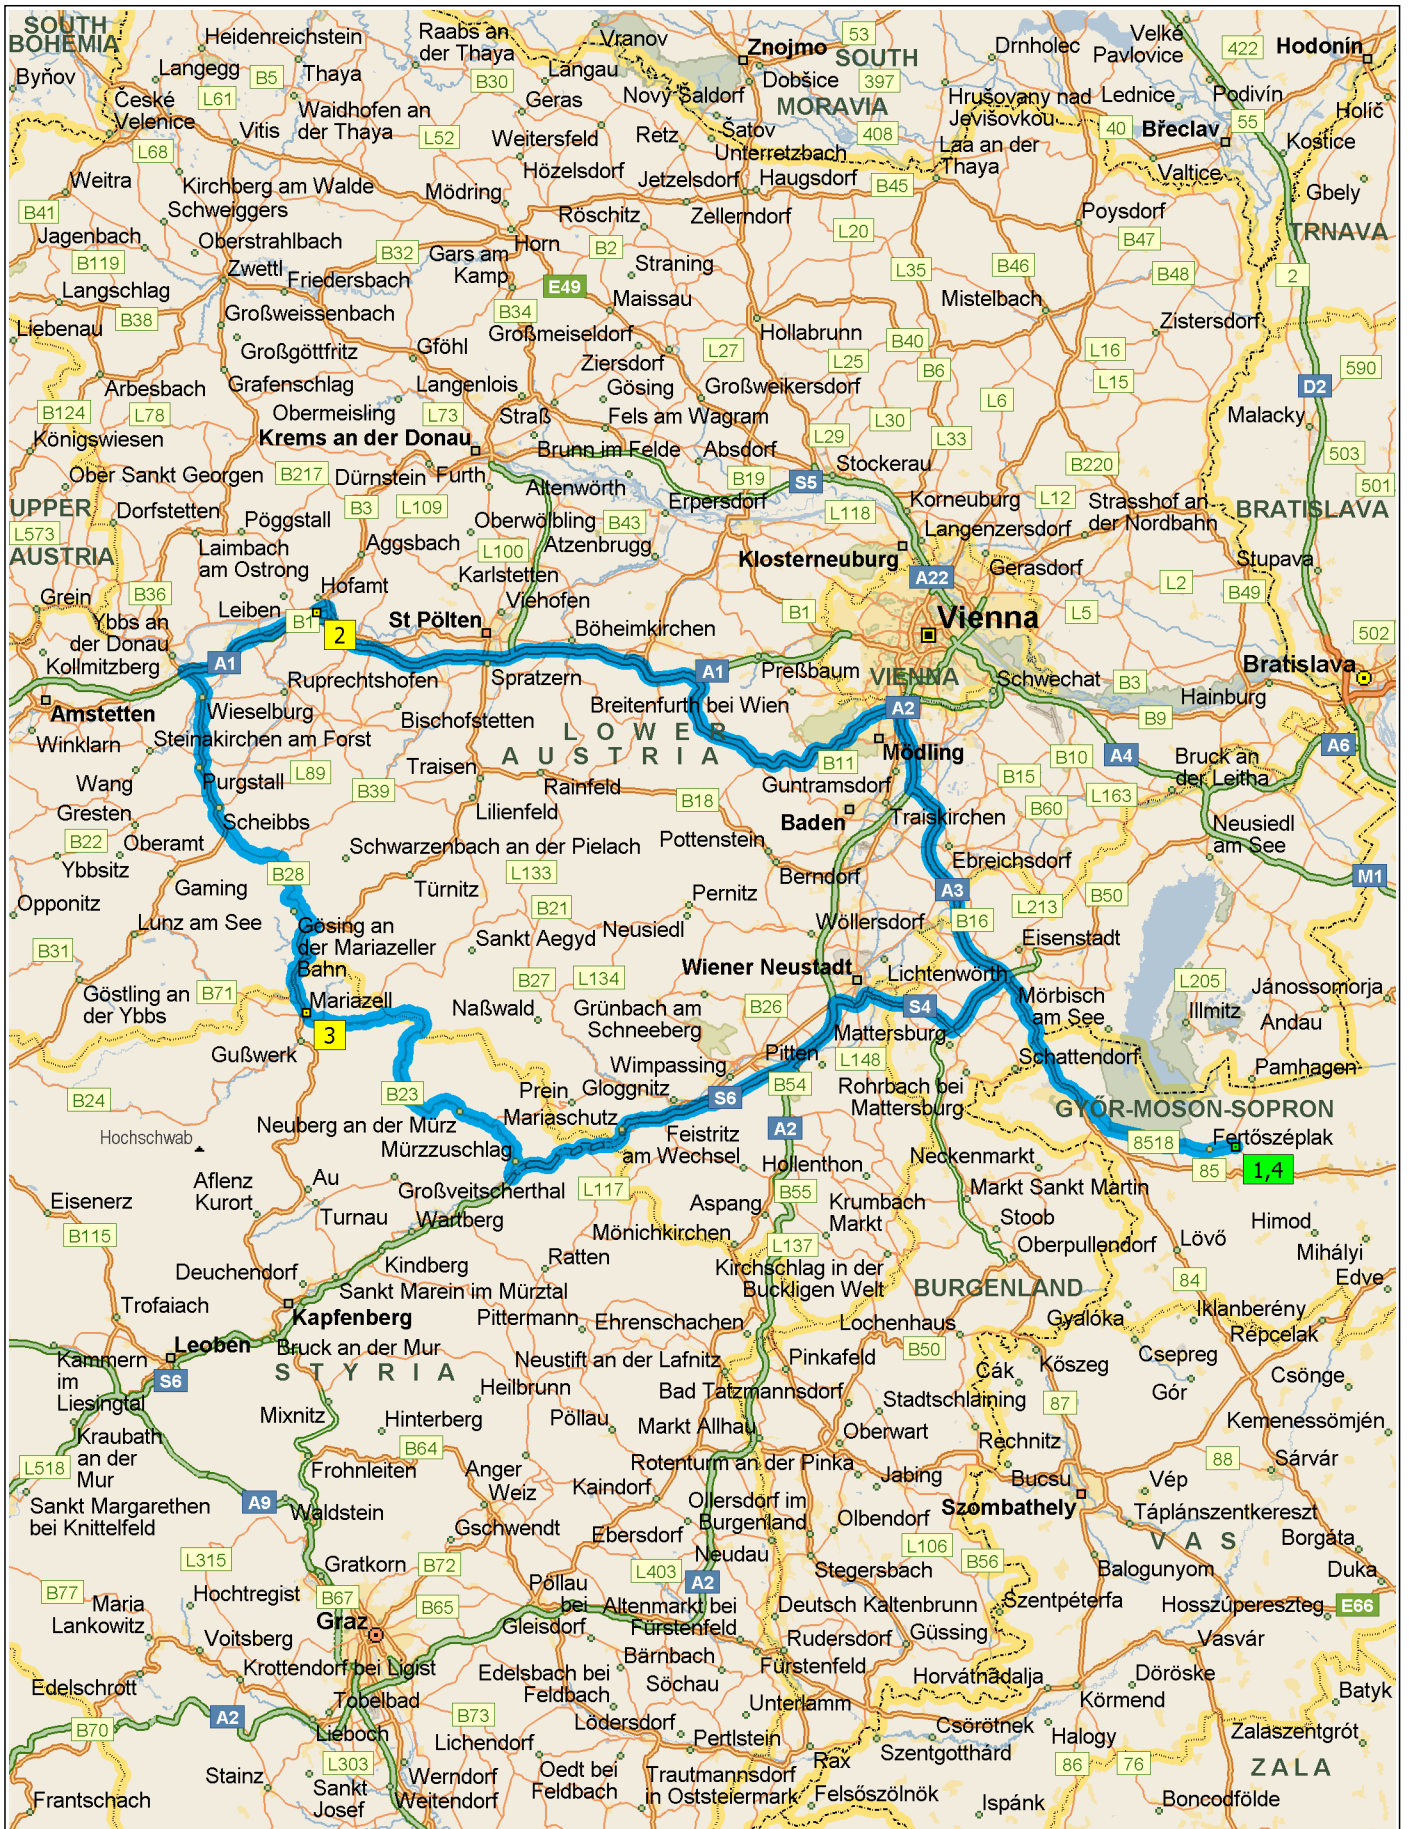 SOUTH
BOHEMIA
Heidenreichstein
Raabs an
der Thaya
Vranov
Znojmo
53
SOUTH
MORAVIA
Drnholec
Velké
Pavlovice
422
Hodonín
Byňov
Langegg
B5
Thaya
B30
Langau
Dobšice
397
L61
České
Velenice
Waidhofen an
der Thaya
Geras
Novy Saldorf
Hrušovany nad
Jevišovkou
Lednice
Podivín
Holíč
Vitis
L52
Weitersfeld
Retz
Šatov
408
40
Břeclav
55
Kostice
L68
Unterretzbach
Laa an der
Thaya
Weitra
Kirchberg am Walde
Mödring
Hözelsdorf
Jetzelsdorf
Haugsdorf
B45
Valtice
Gbely
B41
Schweiggers
Röschitz
Zellerndorf
Poysdorf
Jagenbach
Oberstrahlbach
B32
Gars am
Kamp
Horn
B2
L20
B47
TRNAVA
B119
Zwettl
Friedersbach
Straning
L35
B46
B48
2
Langschlag
E49
Maissau
Mistelbach
B38
Großweissenbach
B34
Liebenau
Großmeiseldorf
Hollabrunn
Zistersdorf
Großgöttfritz
Gföhl
Ziersdorf
L27
L25
B40
L16
590
Arbesbach
Grafenschlag
Langenlois
Gösing
Großweikersdorf
B6
L15
D2
B124
L78
Obermeisling
L73
Straß
Fels am Wagram
L30
L6
Malacky
Königswiesen
Krems an der Donau
Brunn im Felde
Absdorf
L29
L33
503
Ober Sankt Georgen
B217
Dürnstein
Furth
B19
S5
Stockerau
B220
501
UPPER
AUSTRIA
Dorfstetten
B3
L109
Altenwörth
Erpersdorf
L118
Korneuburg
L12
Strasshof an
der Nordbahn
BRATISLAVA
L573
Pöggstall
Oberwölbling
B43
Langenzersdorf
Laimbach
am Ostrong
Aggsbach
L100
Atzenbrugg
Klosterneuburg
Gerasdorf
Stupava
Hofamt
Karlstetten
A22
L2
B49
Grein
B36
Leiben
B1
2
St Pölten
Viehofen
B1
Vienna
L5
Ybbs an
der Donau
Böheimkirchen
502
Kollmitzberg
A1
Ruprechtshofen
Spratzern
A1
Preßbaum
VIENNA
Schwechat
B3
Bratislava
Hainburg
Amstetten
Wieselburg
Bischofstetten
Breitenfurth bei Wien
A2
B9
Winklarn
Steinakirchen am Forst
LOWER
AUSTRIA
Mödling
A4
A6
Wang
Purgstall
L89
Traisen
B11
B10
Bruck an
der Leitha
B39
Rainfeld
B18
Guntramsdorf
B15
L163
Gresten
Scheibbs
Lilienfeld
Baden
Traiskirchen
B60
Neusiedl
am See
B22
Oberamt
Pottenstein
Ybbsitz
Schwarzenbach an der Pielach
Ebreichsdorf
B28
L133
Berndorf
M1
Gaming
Türnitz
Pernitz
A3
B50
Opponitz
B21
Wöllersdorf
B16
L213
Lunz am See
Gösing an
der Mariazeller
Bahn
Neusiedl
Eisenstadt
B31
Sankt Aegyd
Wiener Neustadt
Lichtenwörth
B27
L134
L205
Göstling an
der Ybbs
B71
Mariazell
Naßwald
Grünbach am
Schneeberg
B26
S4
Mörbisch
am See
Illmitz
Jánossomorja
Andau
3
Mattersburg
Gußwerk
Wimpassing
Pitten
L148
Schattendorf
Pamhagen
Prein
Gloggnitz
B54
Rohrbach bei
Mattersburg
B24
B23
S6
GYŐR-MOSON-SOPRON
Neuberg an der Mürz
Mariaschutz
A2
8518
Fertőszéplak
Hochschwab
Mürzzuschlag
Feistritz
am Wechsel
Hollenthon
Neckenmarkt
85
1,4
Aflenz
Kurort
Au
Großveitscherthal
L117
Aspang
B55
Markt Sankt Martin
Eisenerz
Turnau
Wartberg
Krumbach
Markt
Stoob
Himod
B115
Mönichkirchen
L137
Oberpullendorf
Lövő
Mihályi
Kindberg
Ratten
Kirchschlag in der
Buckligen Welt
Edve
Deuchendorf
BURGENLAND
84
Sankt Marein im Mürztal
Trofaiach
Kapfenberg
Pittermann
Ehrenschachen
Lochenhaus
Gyalóka
Iklanberény
Répcelak
Leoben
Bruck an der Mur
Neustift an der Lafnitz
Pinkafeld
B50
Kőszeg
Csepreg
Kammern
im
Liesingtal
S6
STYRIA
Heilbrunn
Bad Tatzmannsdorf
Cák
Gór
Csönge
Stadtschlaining
87
Mixnitz
Hinterberg
Pöllau
Markt Allhau
Oberwart
Kemenessömjén
Kraubath
an der
Mur
B64
Rechnitz
L518
Frohnleiten
Anger
Weiz
Rotenturm an der Pinka
Jabing
Bucsu
88
Vép
Sárvár
Kaindorf
Sankt Margarethen
bei Knittelfeld
A9
Waldstein
Ollersdorf im
Burgenland
Szombathely
Táplánszentkereszt
Gschwendt
Ebersdorf
Olbendorf
VAS
Borgáta
L315
Gratkorn
B72
Neudau
L106
B56
Balogunyom
Duka
L403
Stegersbach
B77
Hochtregist
B67
Pöllau
bei
Gleisdorf
A2
Maria
Lankowitz
Graz
B65
Altenmarkt bei
Fürstenfeld
Deutsch Kaltenbrunn
Szentpéterfa
Hosszúpereszteg
E66
Voitsberg
Rudersdorf
Güssing
Vasvár
Krottendorf bei Ligist
Edelsbach bei
Feldbach
Bärnbach
Fürstenfeld
Edelschrott
Söchau
Horváthnádalja
Döröske
Tobelbad
Unterlamm
Körmend
Batyk
A2
B70
Lieboch
B73
Lödersdorf
Csörötnek
Lichendorf
Pertlstein
Halogy
Zalaszentgrót
L303
Szentgotthárd
Stainz
Werndorf
Oedt bei
Feldbach
Trautmannsdorf
in Oststeiermark
Rax
86
76
ZALA
Sankt
Josef
Weitendorf
Frantschach
Felsőszölnök
Ispánk
Boncodfölde